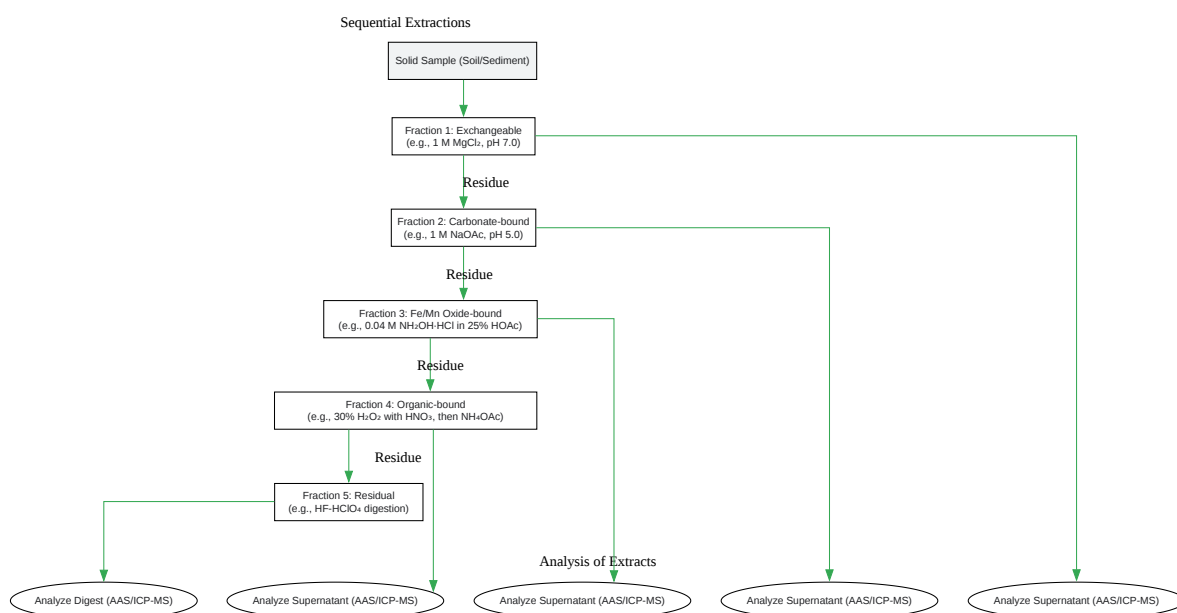 Sequential Extractions
Solid Sample (Soil/Sediment)
Fraction 1: Exchangeable
(e.g., 1 M MgCl₂, pH 7.0)
Residue
Fraction 2: Carbonate-bound
(e.g., 1 M NaOAc, pH 5.0)
Residue
Fraction 3: Fe/Mn Oxide-bound
(e.g., 0.04 M NH₂OH·HCl in 25% HOAc)
Residue
Fraction 4: Organic-bound
(e.g., 30% H₂O₂ with HNO₃, then NH₄OAc)
Residue
Fraction 5: Residual
(e.g., HF-HClO₄ digestion)
Analysis of Extracts
Analyze Digest (AAS/ICP-MS)
Analyze Supernatant (AAS/ICP-MS)
Analyze Supernatant (AAS/ICP-MS)
Analyze Supernatant (AAS/ICP-MS)
Analyze Supernatant (AAS/ICP-MS)